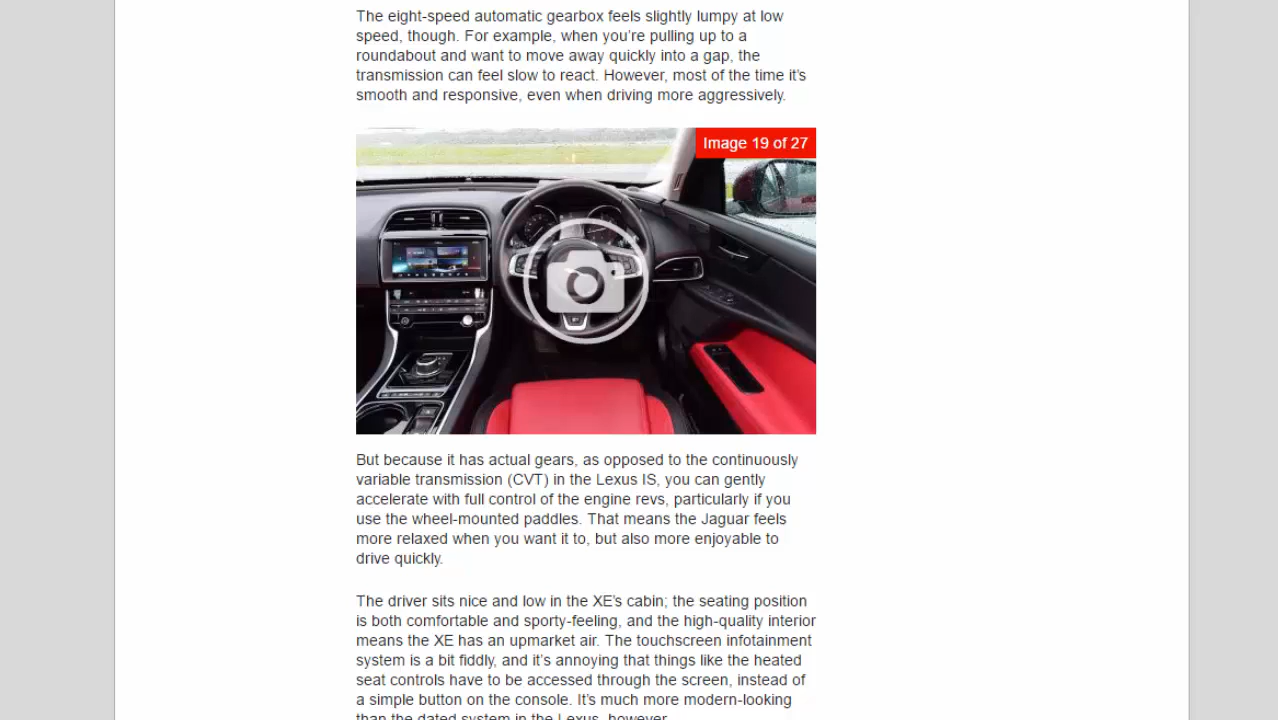 The eight-speed automatic gearbox feels slightly lumpy at low
speed, though. For example, when you’re pulling up to a
roundabout and want to move away quickly into a gap, the
transmission can feel slow to react. However, most of the time it’s
smooth and responsive, even when driving more aggressively.
Image 19 of 27
But because it has actual gears, as opposed to the continuously
variable transmission (CVT) in the Lexus IS, you can gently
accelerate with full control of the engine revs, particularly if you
use the wheel-mounted paddles. That means the Jaguar feels
more relaxed when you want it to, but also more enjoyable to
drive quickly.
The driver sits nice and low in the XE’s cabin; the seating position
is both comfortable and sporty-feeling, and the high-quality interior
means the XE has an upmarket air. The touchscreen infotainment
system is a bit fiddly, and it’s annoying that things like the heated
seat controls have to be accessed through the screen, instead of
a simple button on the console. It’s much more modern-looking
than the dated system in the Lexus, however.